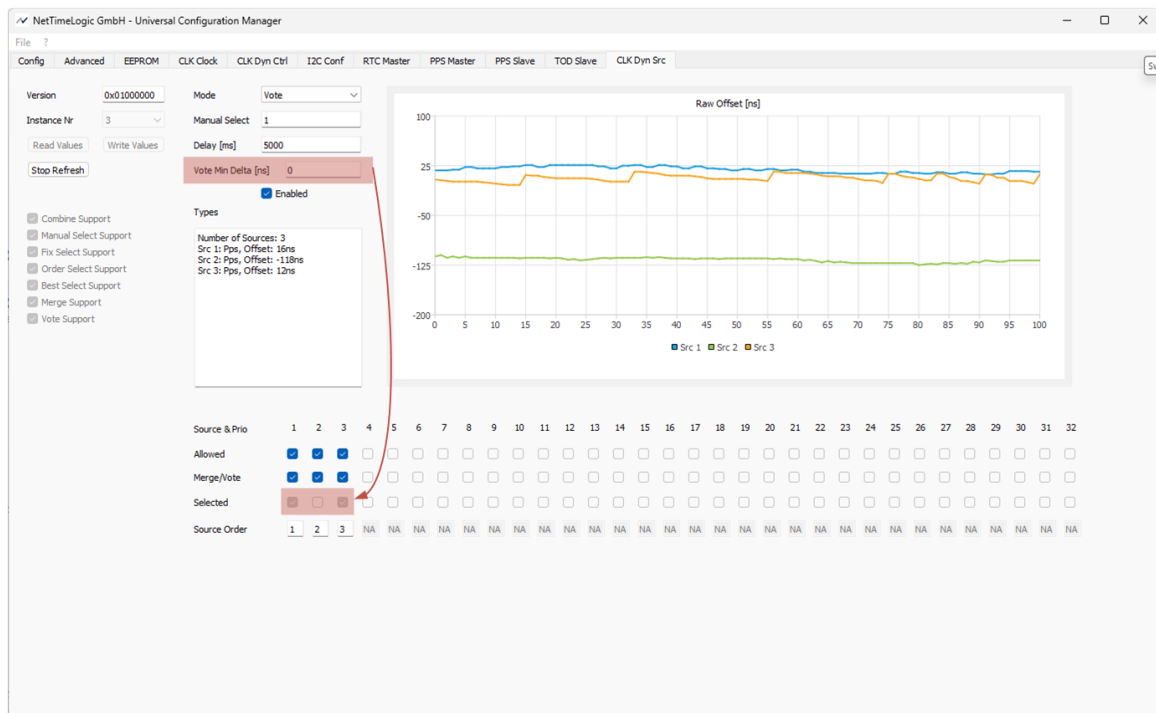 NetTimeLogic GmbH - Universal Configuration Manager
File ?
Config Advanced EEPROM CLK Clock CLK Dyn Ctrl I2C Conf RTC Master PPS Master PPS Slave TOD Slave CLK Dyn Src
Version 0x01000000
Instance Nr 3
Read Values Write Values
Stop Refresh
Combine Support
Manual Select Support
Fix Select Support
Order Select Support
Best Select Support
Merge Support
Vote Support
Mode Vote
Manual Select 1
Delay [ms] 5000
Vote Min Delta [ns] 0
Enabled
Types
Number of Sources: 3
Src 1: Pps, Offset: 16ns
Src 2: Pps, Offset: -118ns
Src 3: Pps, Offset: 12ns
Raw Offset [ns]
100
25
-50
-125
-200
0 5 10 15 20 25 30 35 40 45 50 55 60 65 70 75 80 85 90 95 100
Src 1 Src 2 Src 3
Source & Prio 1 2 3 4 5 6 7 8 9 10 11 12 13 14 15 16 17 18 19 20 21 22 23 24 25 26 27 28 29 30 31 32
Allowed
Merge/Vote
Selected
Source Order 1 2 3 NA NA NA NA NA NA NA NA NA NA NA NA NA NA NA NA NA NA NA NA NA NA NA NA NA NA NA NA NA